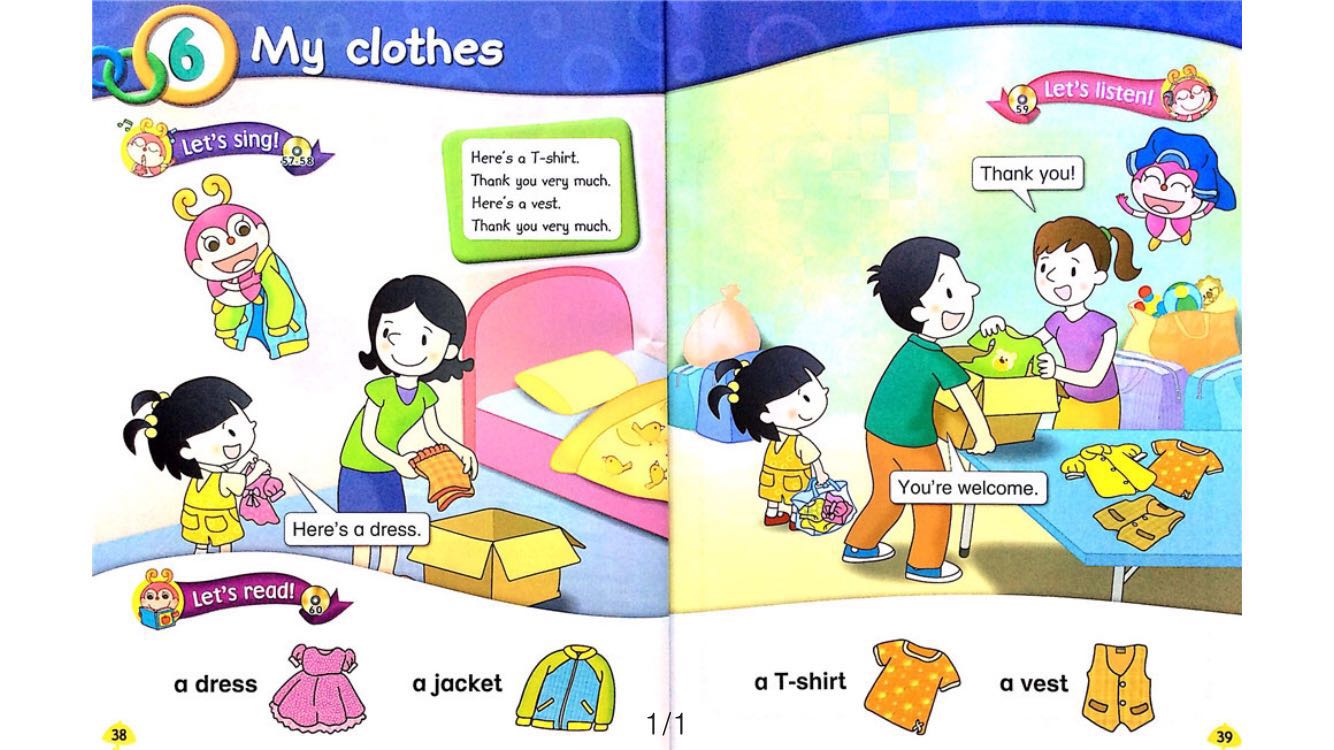 6 My clothes
Let's sing!
57-58
Here's a T-shirt.
Thank you very much.
Here's a vest.
Thank you very much.
Here's a dress.
Let's read!
60
a dress
a jacket
38
Let's listen!
59
Thank you!
You're welcome.
a T-shirt
a vest
39
1/1